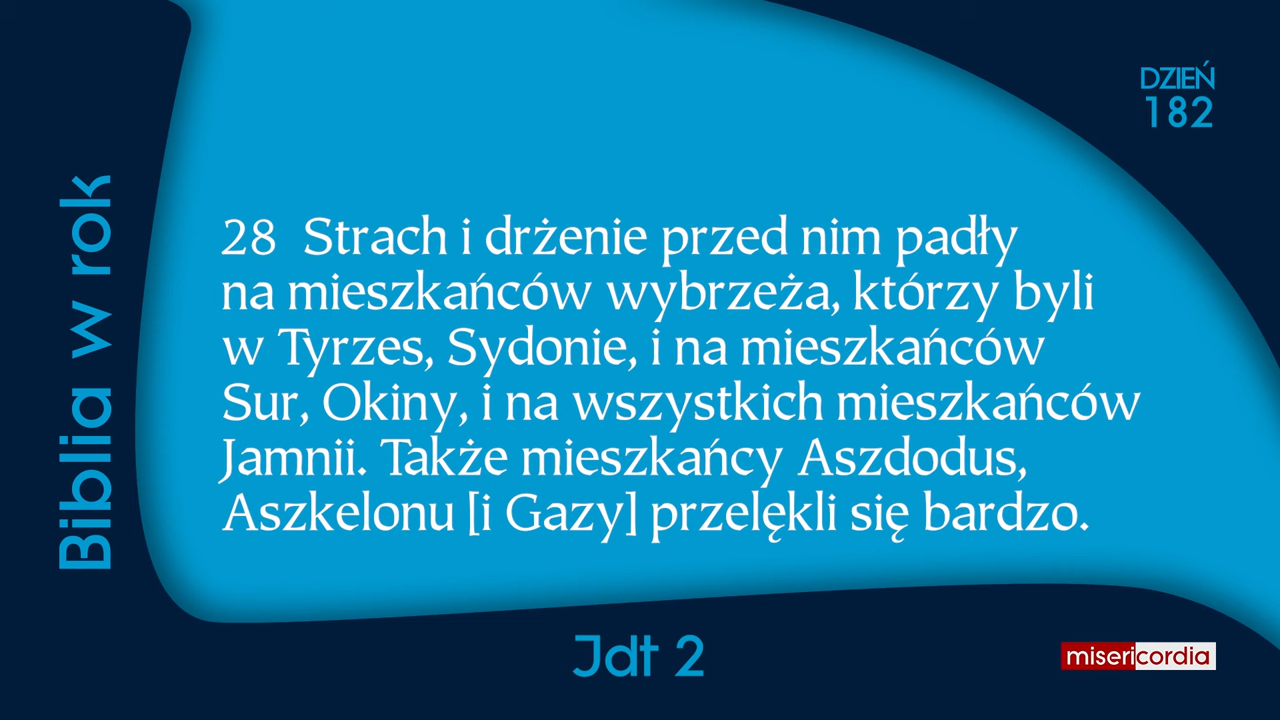 DZIEŃ
182
Biblia w rok
28 Strach i drżenie przed nim padły
na mieszkańców wybrzeża, którzy byli
w Tyrzes, Sydonie, i na mieszkańców
Sur, Okiny, i na wszystkich mieszkańców
Jamnii. Także mieszkańcy Aszdodus,
Aszkelonu [i Gazy] przelękli się bardzo.
Jdt 2
misericordia